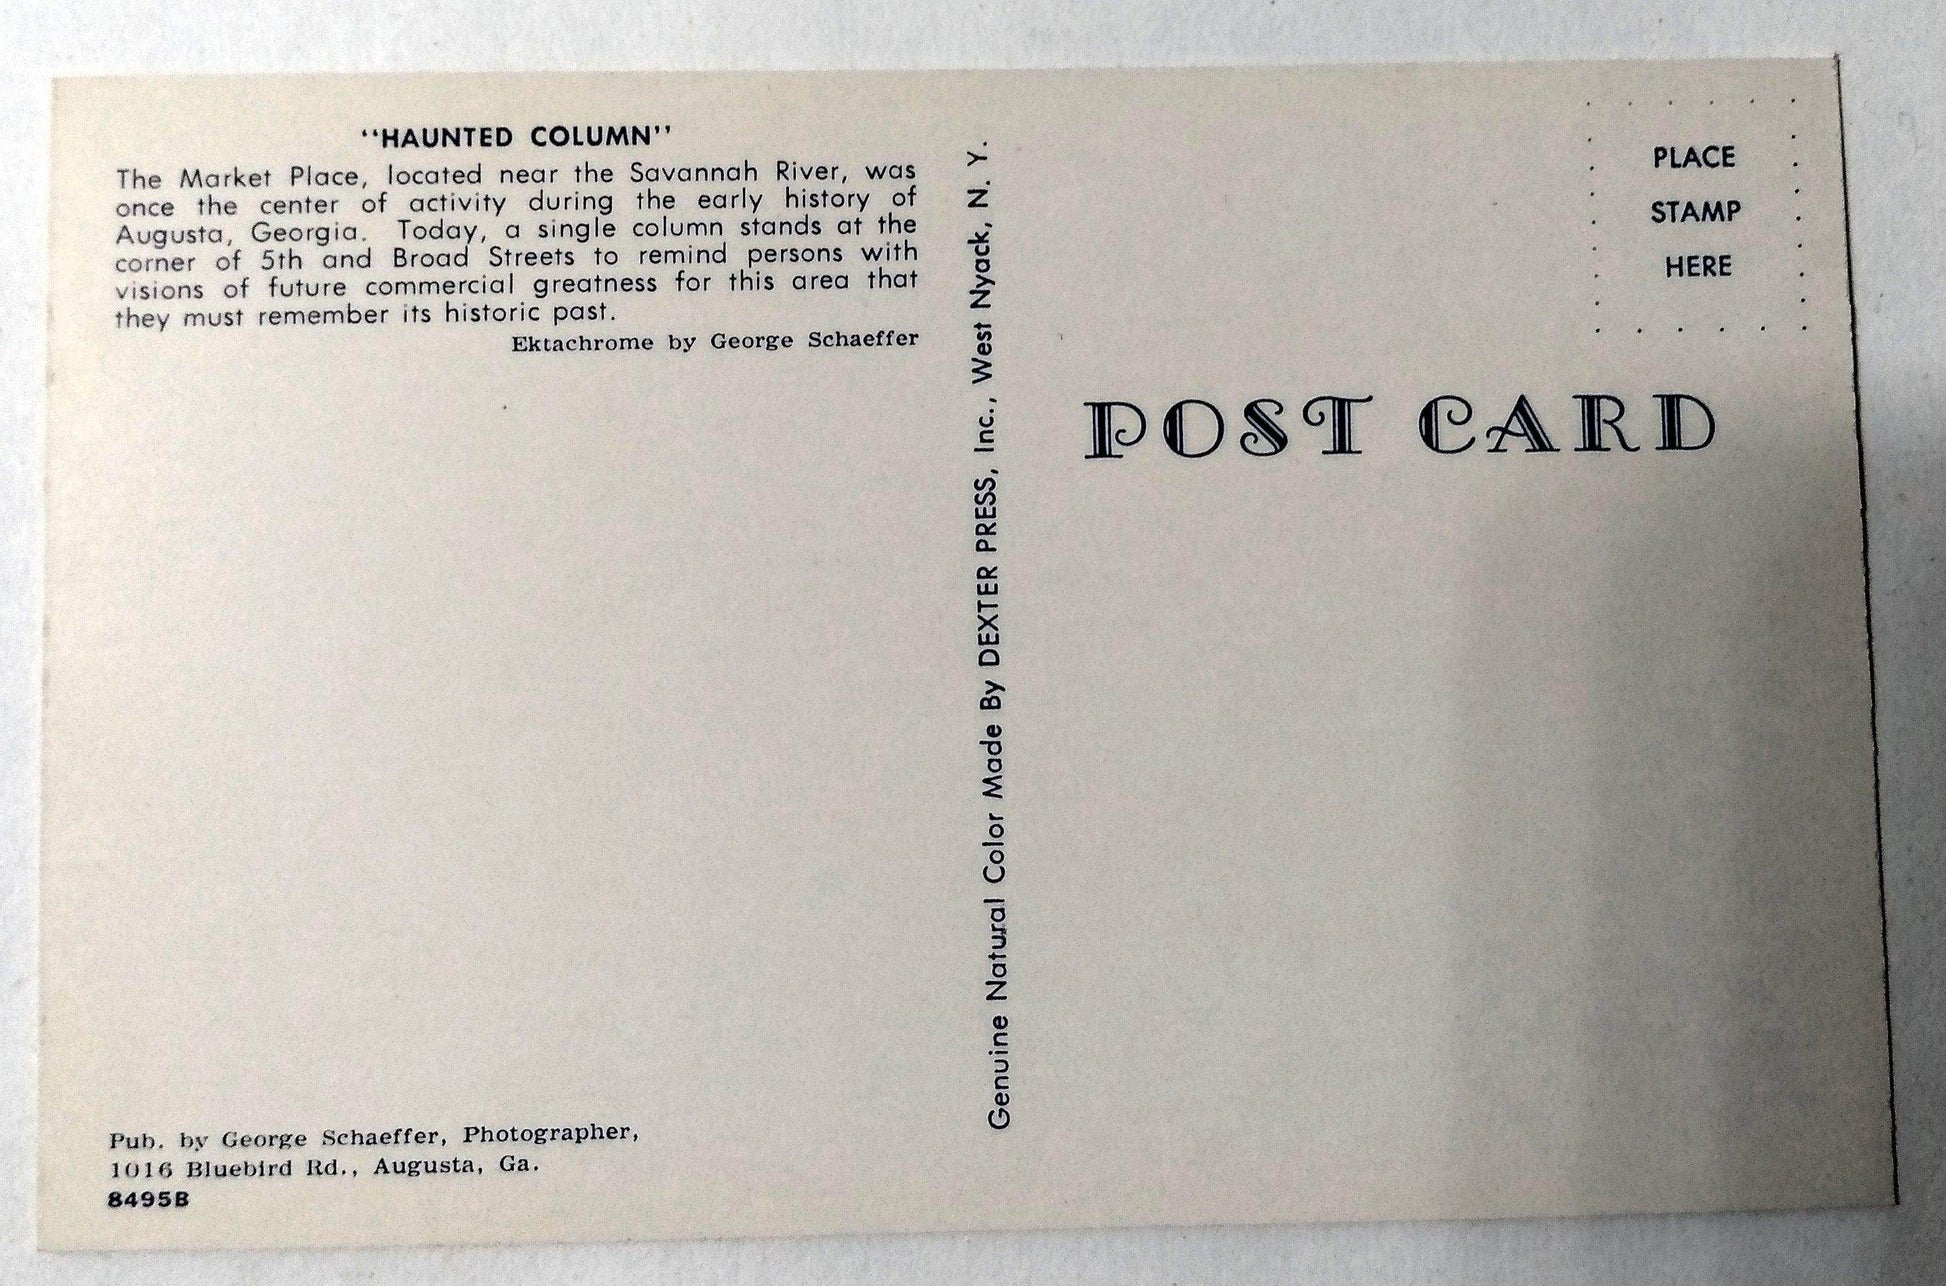 "HAUNTED COLUMN"
The Market Place, located near the Savannah River, was
once the center of activity during the early history of
Augusta, Georgia. Today, a single column stands at the
corner of 5th and Broad Streets to remind persons with
visions of future commercial greatness for this area that
they must remember its historic past.
Ektachrome by George Schaeffer
Pub. by George Schaeffer, Photographer,
1016 Bluebird Rd., Augusta, Ga.
8495B
Genuine Natural Color Made By DEXTER PRESS, Inc., West Nyack, N. Y.
PLACE
STAMP
HERE
POST CARD